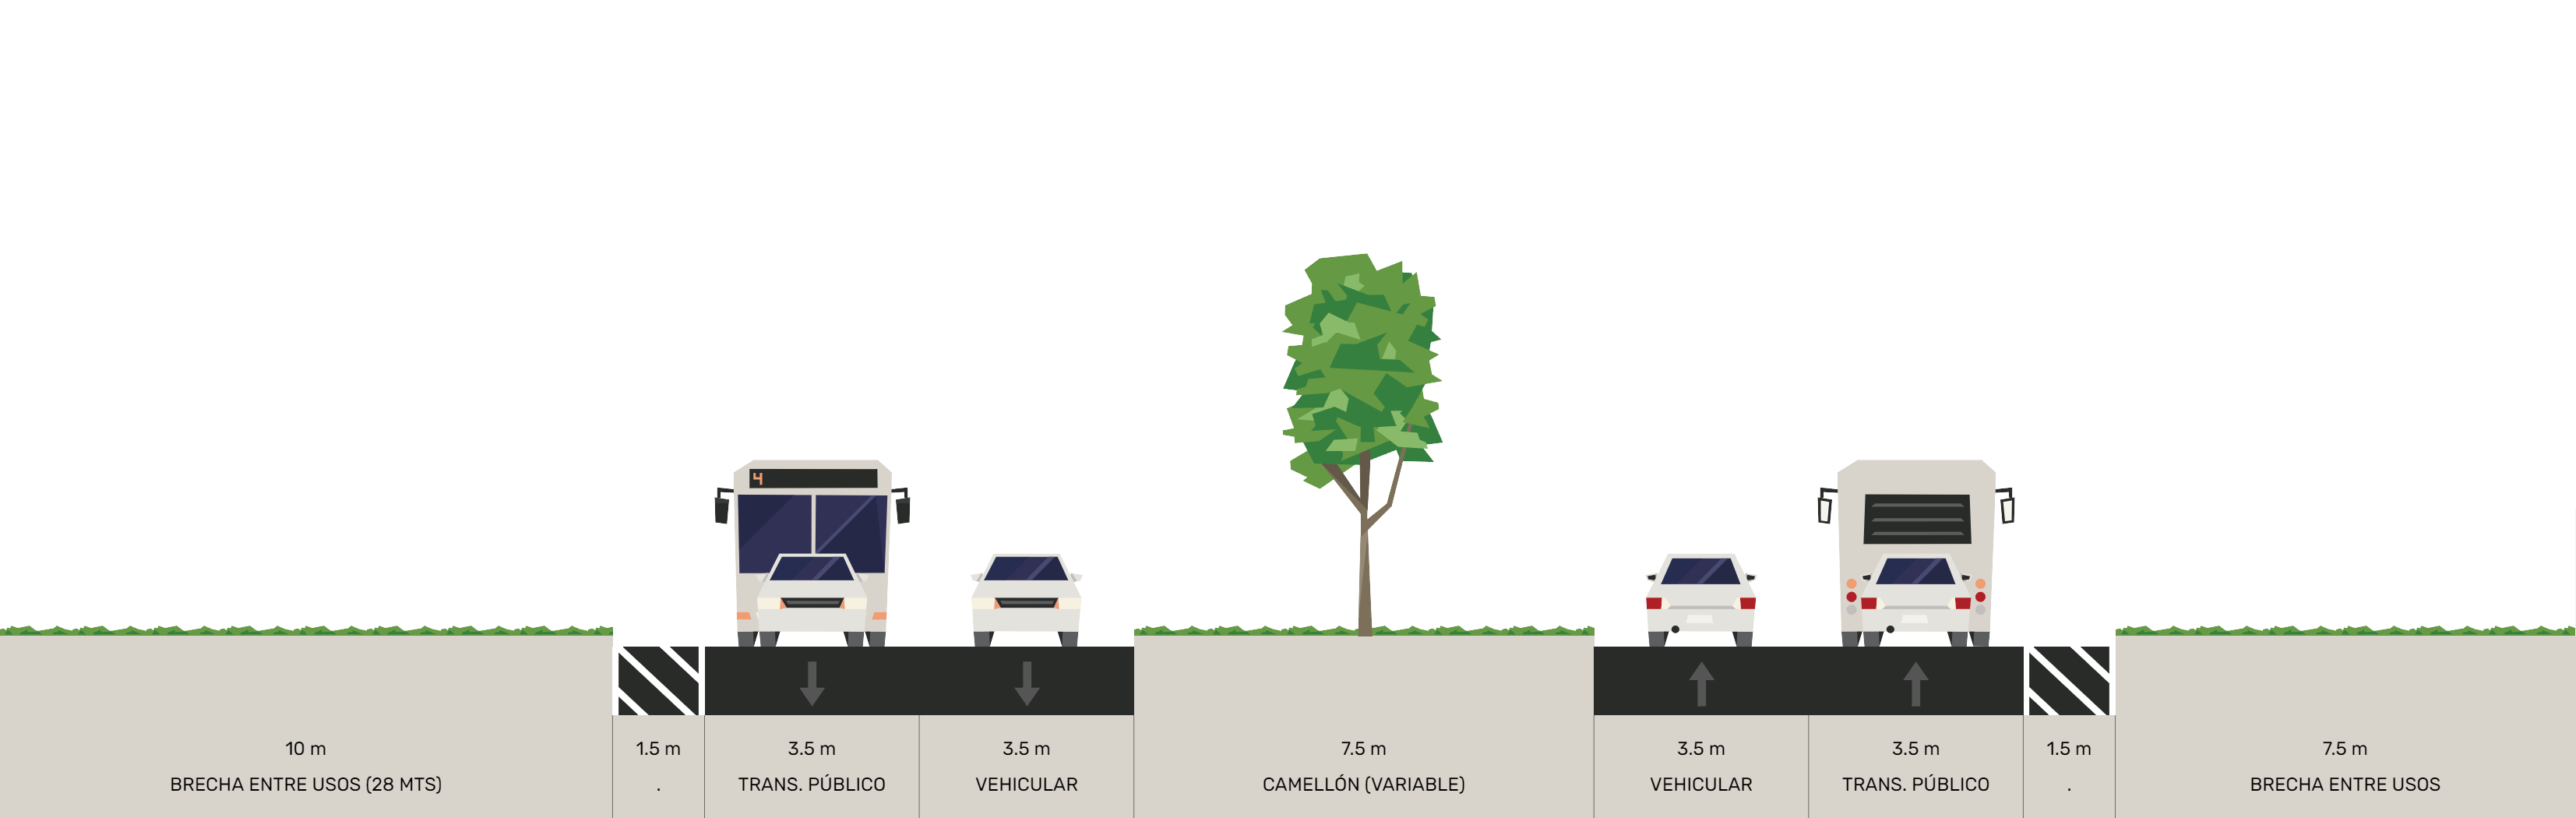 4
10 m
BRECHA ENTRE USOS (28 MTS)
1.5 m
.
3.5 m
TRANS. PÚBLICO
3.5 m
VEHICULAR
7.5 m
CAMELLÓN (VARIABLE)
3.5 m
VEHICULAR
3.5 m
TRANS. PÚBLICO
1.5 m
.
7.5 m
BRECHA ENTRE USOS